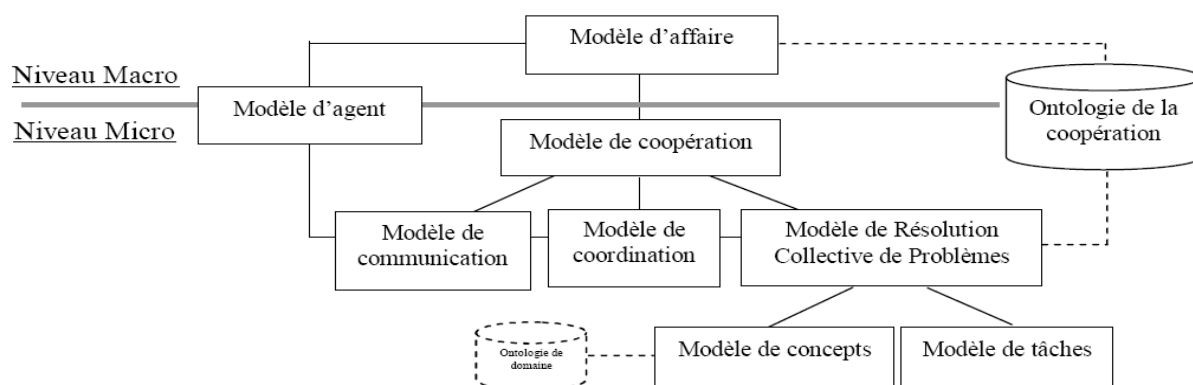 Modèle d'affaire
Niveau Macro
Modèle d'agent
Niveau Micro
Ontologie de la
coopération
Modèle de coopération
Modèle de
communication
Modèle de
coordination
Modèle de Résolution
Collective de Problèmes
Ontologie de
domaine
Modèle de concepts
Modèle de tâches